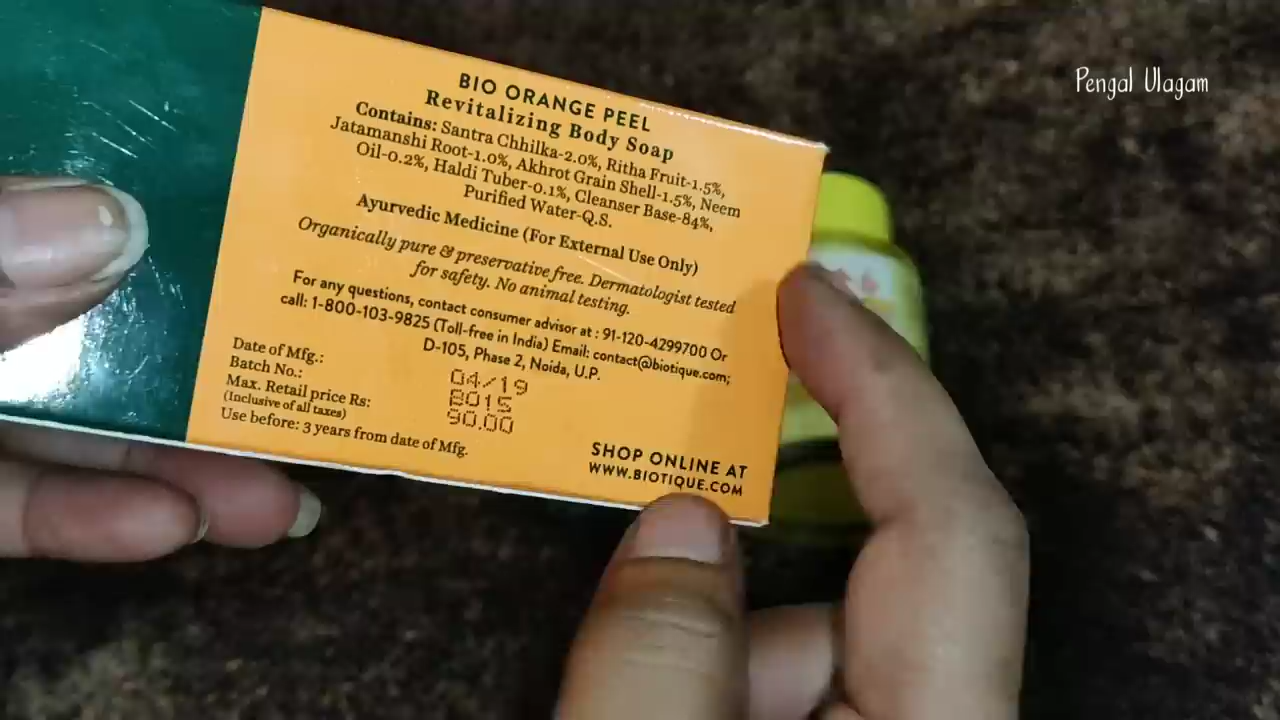 Pengal Ulagam
BIO ORANGE PEEL
Revitalizing Body Soap
Contains: Santra Chhilka-2.0%, Ritha Fruit-1.5%,
Jatamanshi Root-1.0%, Akhrot Grain Shell-1.5%, Neem
Oil-0.2%, Haldi Tuber-0.1%, Cleanser Base-84%,
Purified Water-Q.S.
Ayurvedic Medicine (For External Use Only)
Organically pure & preservative free. Dermatologist tested
for safety. No animal testing.
For any questions, contact consumer advisor at : 91-120-4299700 Or
call: 1-800-103-9825 (Toll-free in India) Email: contact@biotique.com;
D-105, Phase 2, Noida, U.P.
Date of Mfg.: 04/19
Batch No.: 8015
Max. Retail price Rs: 90.00
(Inclusive of all taxes)
Use before: 3 years from date of Mfg.
SHOP ONLINE AT
WWW.BIOTIQUE.COM